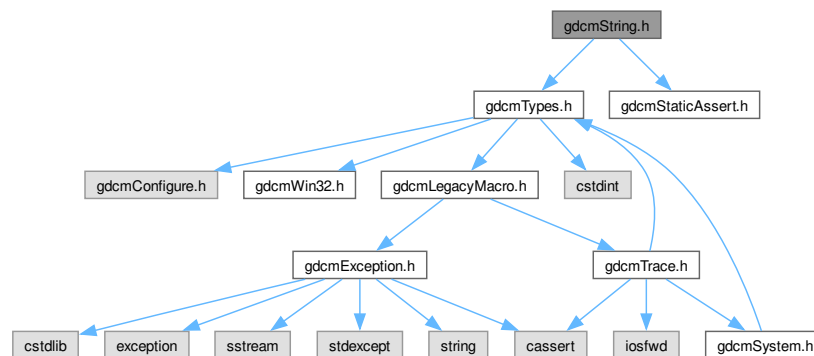 gdcmString.h
gdcmTypes.h
gdcmStaticAssert.h
gdcmConfigure.h
gdcmWin32.h
gdcmLegacyMacro.h
cstdint
gdcmException.h
gdcmTrace.h
cstdlib
exception
sstream
stdexcept
string
cassert
iosfwd
gdcmSystem.h